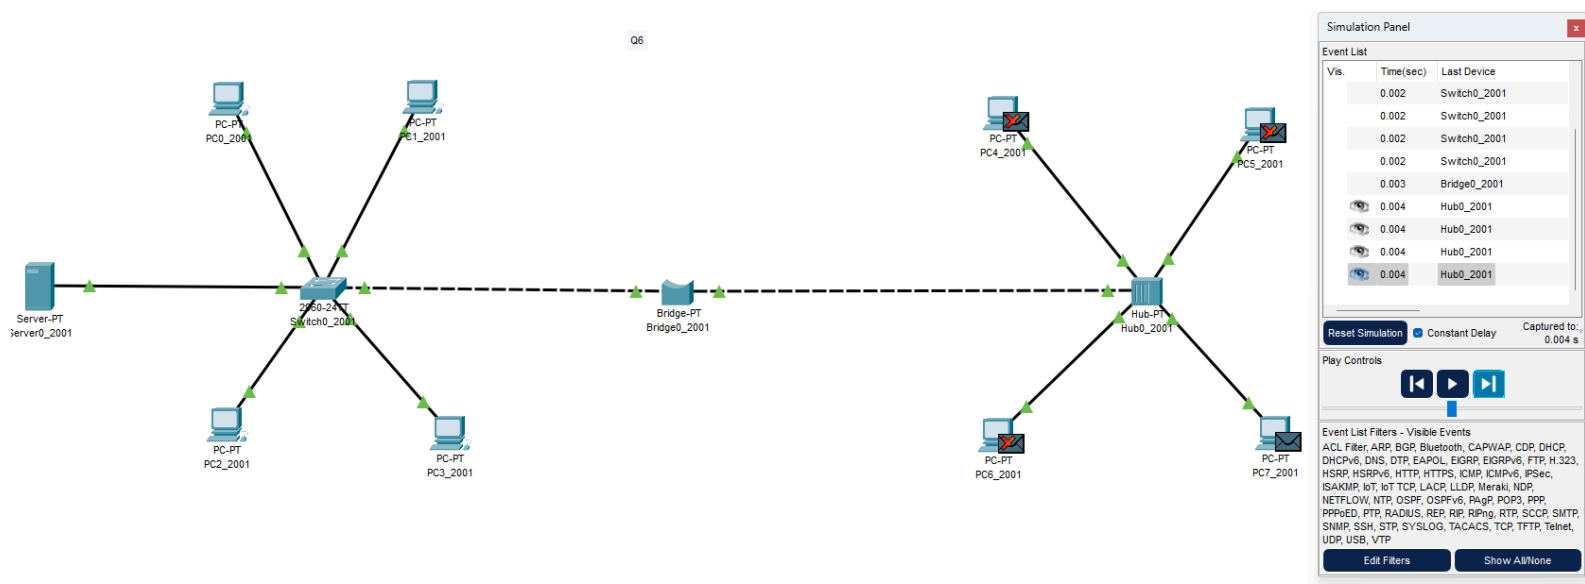 Q6
PC-PT
PC0_2001
PC-PT
PC1_2001
PC-PT
PC4_2001
PC-PT
PC5_2001
Server-PT
Server0_2001
2960-24TT
Switch0_2001
Bridge-PT
Bridge0_2001
Hub-PT
Hub0_2001
PC-PT
PC2_2001
PC-PT
PC3_2001
PC-PT
PC6_2001
PC-PT
PC7_2001
Simulation Panel
x
Event List
Vis. Time(sec) Last Device
0.002 Switch0_2001
0.002 Switch0_2001
0.002 Switch0_2001
0.002 Switch0_2001
0.003 Bridge0_2001
0.004 Hub0_2001
0.004 Hub0_2001
0.004 Hub0_2001
0.004 Hub0_2001
Reset Simulation Constant Delay Captured to:
0.004 s
Play Controls
Event List Filters - Visible Events
ACL Filter, ARP, BGP, Bluetooth, CAPWAP, CDP, DHCP,
DHCPv6, DNS, DTP, EAPOL, EIGRP, EIGRPv6, FTP, H.323,
HSRP, HSRPv6, HTTP, HTTPS, ICMP, ICMPv6, IPSec,
ISAKMP, IoT, IoT TCP, LACP, LLDP, Meraki, NDP,
NETFLOW, NTP, OSPF, OSPFv6, PAgP, POP3, PPP,
PPPoED, PTP, RADIUS, REP, RIP, RIPng, RTP, SCCP, SMTP,
SNMP, SSH, STP, SYSLOG, TACACS, TCP, TFTP, Telnet,
UDP, USB, VTP
Edit Filters Show All/None